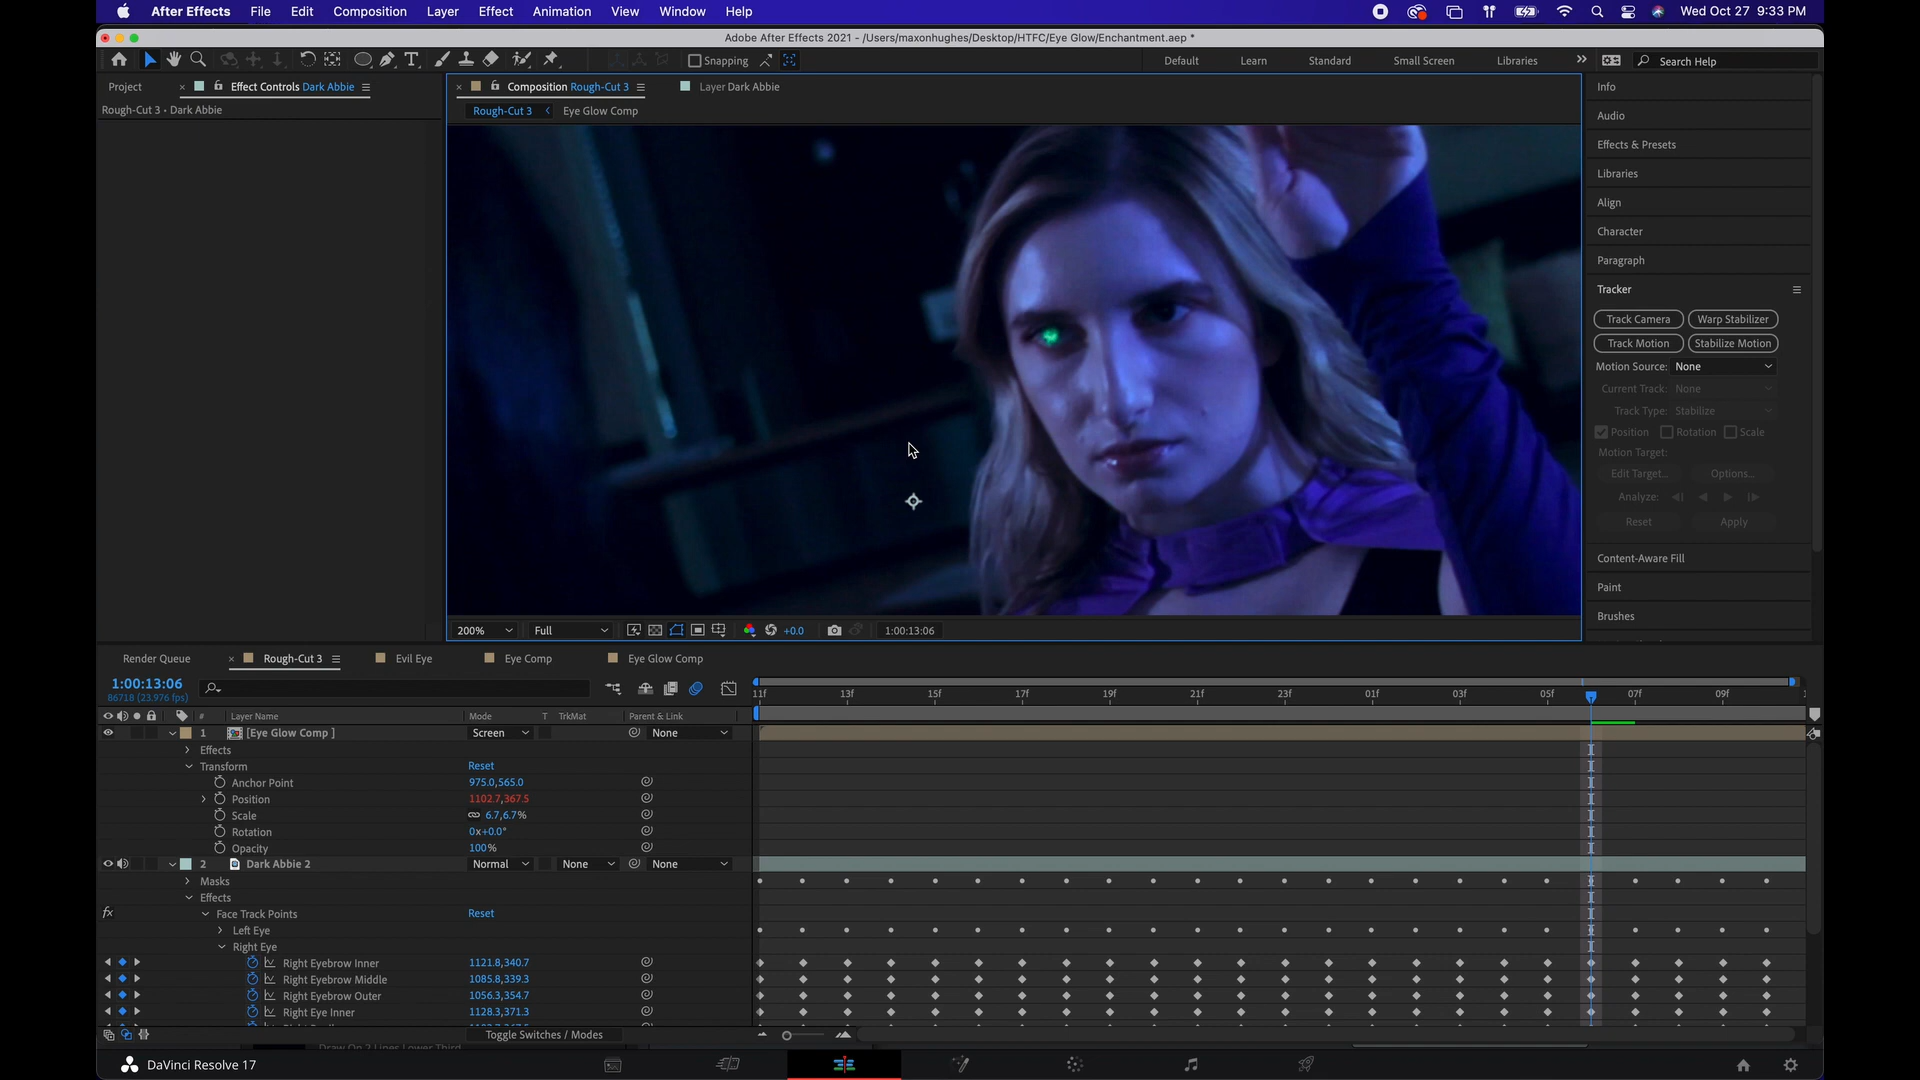 After Effects File Edit Composition Layer Effect Animation View Window Help Wed Oct 27 9:33 PM
Adobe After Effects 2021 - /Users/maxonhughes/Desktop/HTFC/Eye Glow/Enchantment.aep *
Snapping Default Learn Standard Small Screen Libraries Search Help
Project Effect Controls Dark Abbie Composition Rough-Cut 3 Layer Dark Abbie Info
Rough-Cut 3 • Dark Abbie Rough-Cut 3 Eye Glow Comp
Audio
Effects & Presets
Libraries
Align
Character
Paragraph
Tracker
Track Camera Warp Stabilizer
Track Motion Stabilize Motion
Motion Source: None
Current Track: None
Track Type: Stabilize
Position Rotation Scale
Motion Target:
Edit Target... Options...
Analyze:
Reset Apply
Content-Aware Fill
Paint
Brushes
200% Full +0.0 1:00:13:06
Render Queue Rough-Cut 3 Evil Eye Eye Comp Eye Glow Comp
1:00:13:06
86718 (23.976 fps)
11f 13f 15f 17f 19f 21f 23f 01f 03f 05f 07f 09f
# Layer Name Mode T TrkMat Parent & Link
1 [Eye Glow Comp ] Screen None
Effects
Transform Reset
Anchor Point 975.0,565.0
Position 1102.7,367.5
Scale 6.7,6.7%
Rotation 0x+0.0°
Opacity 100%
2 Dark Abbie 2 Normal None None
Masks
Effects
fx Face Track Points Reset
Left Eye
Right Eye
Right Eyebrow Inner 1121.8,340.7
Right Eyebrow Middle 1085.8,339.3
Right Eyebrow Outer 1056.3,354.7
Right Eye Inner 1128.3,371.3
Toggle Switches / Modes
Draw On 2 Lines Lower Third
DaVinci Resolve 17